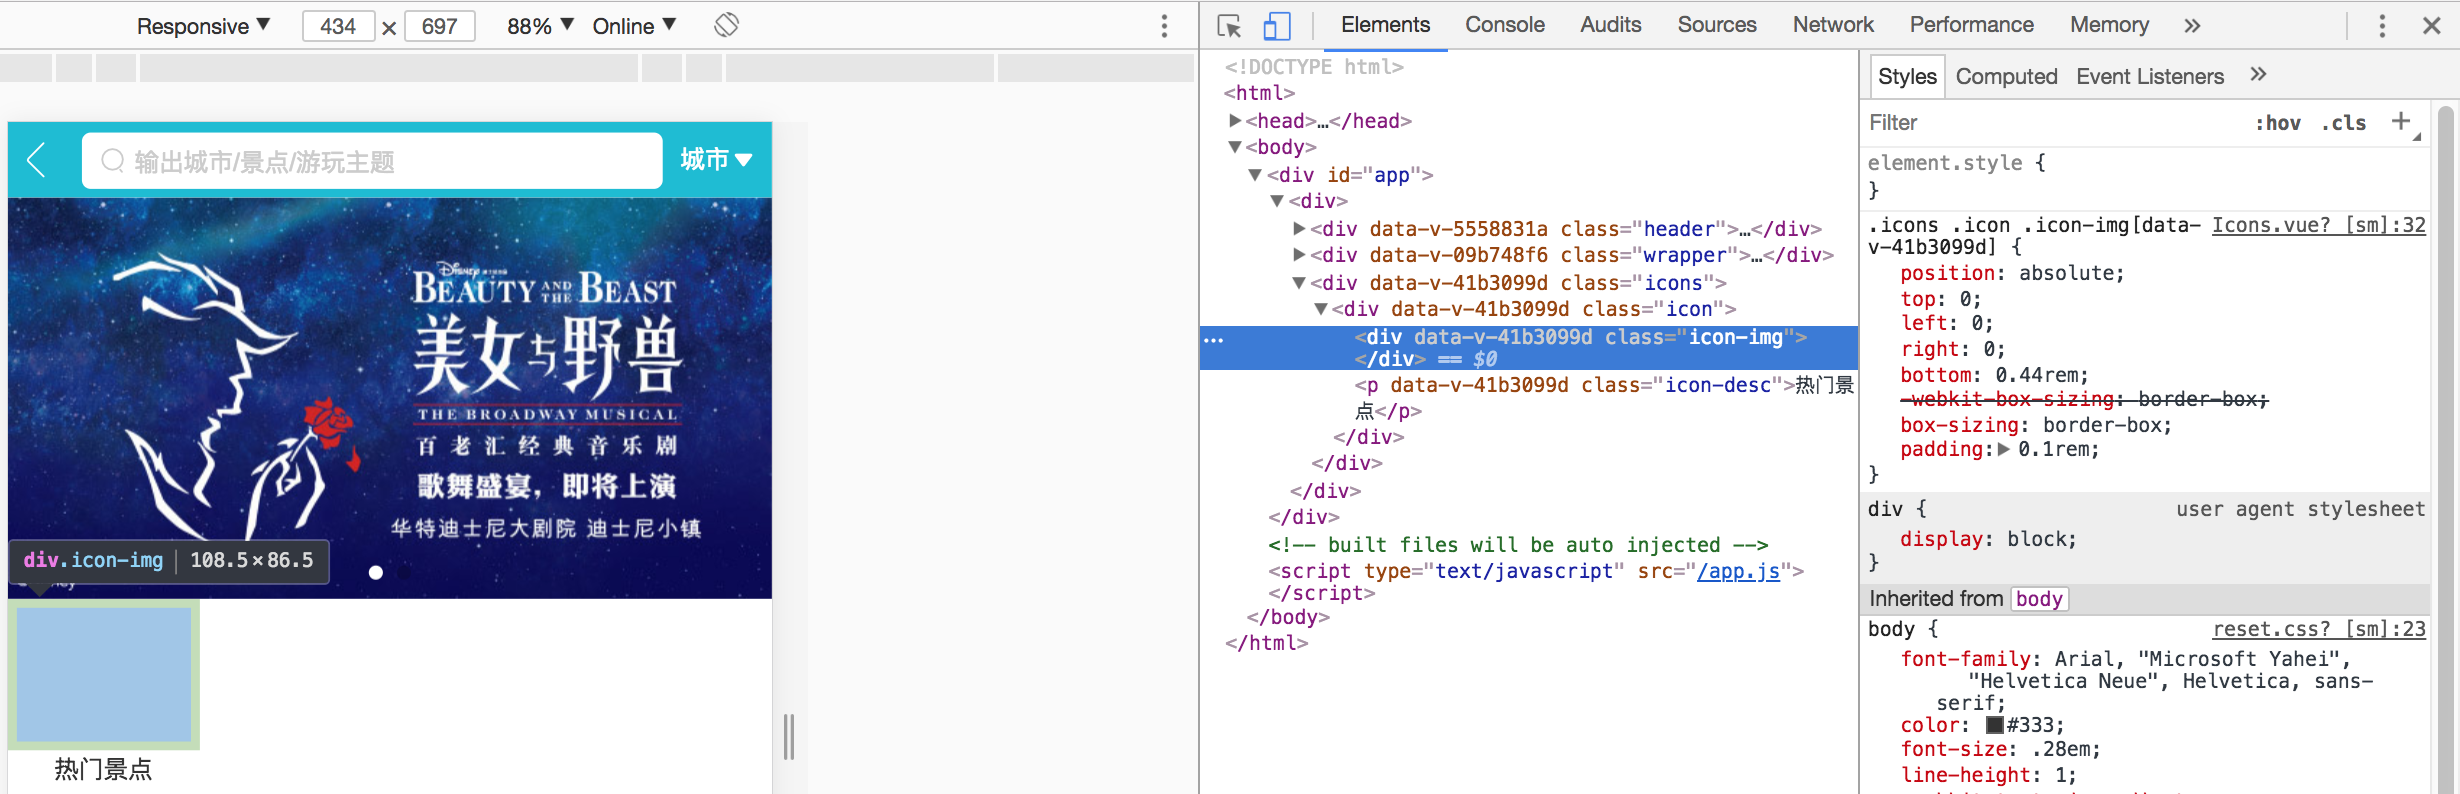 Responsive ▼ 434 × 697 88% ▼ Online ▼
Elements Console Audits Sources Network Performance Memory »
输出城市/景点/游玩主题
城市
DISNEY
BEAUTY AND THE BEAST
美女与野兽
THE BROADWAY MUSICAL
百老汇经典音乐剧
歌舞盛宴，即将上演
华特迪士尼大剧院 迪士尼小镇
div.icon-img | 108.5×86.5
热门景点
<!DOCTYPE html>
<html>
▶<head>…</head>
▼<body>
▼<div id="app">
▼<div>
▶<div data-v-5558831a class="header">…</div>
▶<div data-v-09b748f6 class="wrapper">…</div>
▼<div data-v-41b3099d class="icons">
▼<div data-v-41b3099d class="icon">
… <div data-v-41b3099d class="icon-img">
</div> == $0
<p data-v-41b3099d class="icon-desc">热门景
点</p>
</div>
</div>
</div>
</div>
<!-- built files will be auto injected -->
<script type="text/javascript" src="/app.js">
</script>
</body>
</html>
Styles Computed Event Listeners »
Filter :hov .cls +
element.style {
}
.icons .icon .icon-img[data- Icons.vue? [sm]:32
v-41b3099d] {
position: absolute;
top: 0;
left: 0;
right: 0;
bottom: 0.44rem;
-webkit-box-sizing: border-box;
box-sizing: border-box;
padding:▶ 0.1rem;
}
div { user agent stylesheet
display: block;
}
Inherited from body
body { reset.css? [sm]:23
font-family: Arial, "Microsoft Yahei",
"Helvetica Neue", Helvetica, sans-
serif;
color: #333;
font-size: .28em;
line-height: 1;